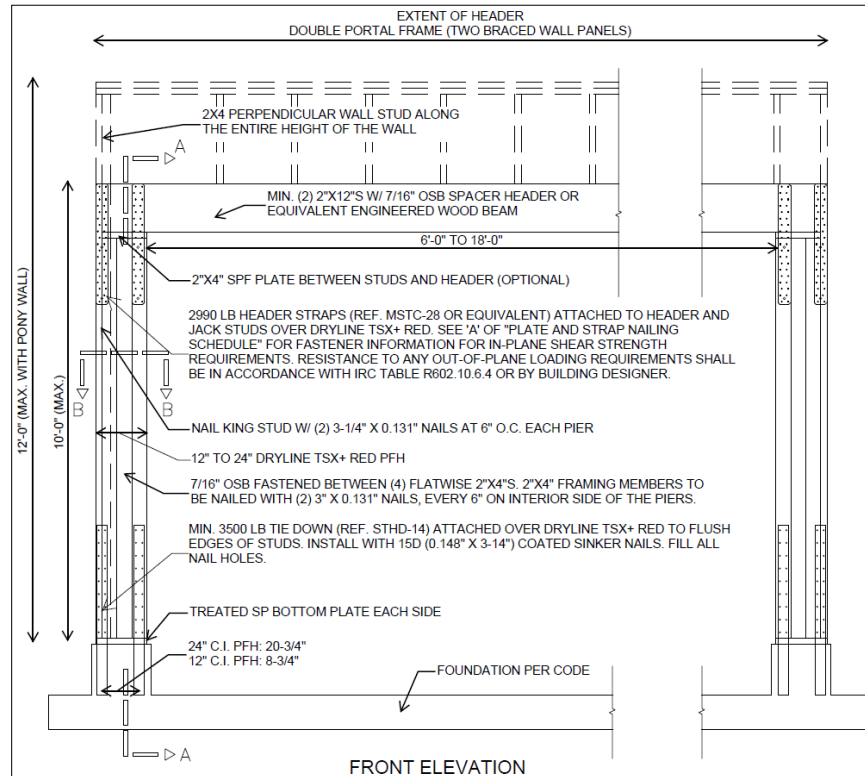 EXTENT OF HEADER
DOUBLE PORTAL FRAME (TWO BRACED WALL PANELS)
2X4 PERPENDICULAR WALL STUD ALONG
THE ENTIRE HEIGHT OF THE WALL
A
MIN. (2) 2"X12"S W/ 7/16" OSB SPACER HEADER OR
EQUIVALENT ENGINEERED WOOD BEAM
6'-0" TO 18'-0"
2"X4" SPF PLATE BETWEEN STUDS AND HEADER (OPTIONAL)
12'-0" (MAX. WITH PONY WALL)
10'-0" (MAX.)
2990 LB HEADER STRAPS (REF. MSTC-28 OR EQUIVALENT) ATTACHED TO HEADER AND
JACK STUDS OVER DRYLINE TSX+ RED. SEE 'A' OF "PLATE AND STRAP NAILING
SCHEDULE" FOR FASTENER INFORMATION FOR IN-PLANE SHEAR STRENGTH
REQUIREMENTS. RESISTANCE TO ANY OUT-OF-PLANE LOADING REQUIREMENTS SHALL
BE IN ACCORDANCE WITH IRC TABLE R602.10.6.4 OR BY BUILDING DESIGNER.
B B
NAIL KING STUD W/ (2) 3-1/4" X 0.131" NAILS AT 6" O.C. EACH PIER
12" TO 24" DRYLINE TSX+ RED PFH
7/16" OSB FASTENED BETWEEN (4) FLATWISE 2"X4"S. 2"X4" FRAMING MEMBERS TO
BE NAILED WITH (2) 3" X 0.131" NAILS, EVERY 6" ON INTERIOR SIDE OF THE PIERS.
MIN. 3500 LB TIE DOWN (REF. STHD-14) ATTACHED OVER DRYLINE TSX+ RED TO FLUSH
EDGES OF STUDS. INSTALL WITH 15D (0.148" X 3-14") COATED SINKER NAILS. FILL ALL
NAIL HOLES.
TREATED SP BOTTOM PLATE EACH SIDE
24" C.I. PFH: 20-3/4"
12" C.I. PFH: 8-3/4"
FOUNDATION PER CODE
A
FRONT ELEVATION